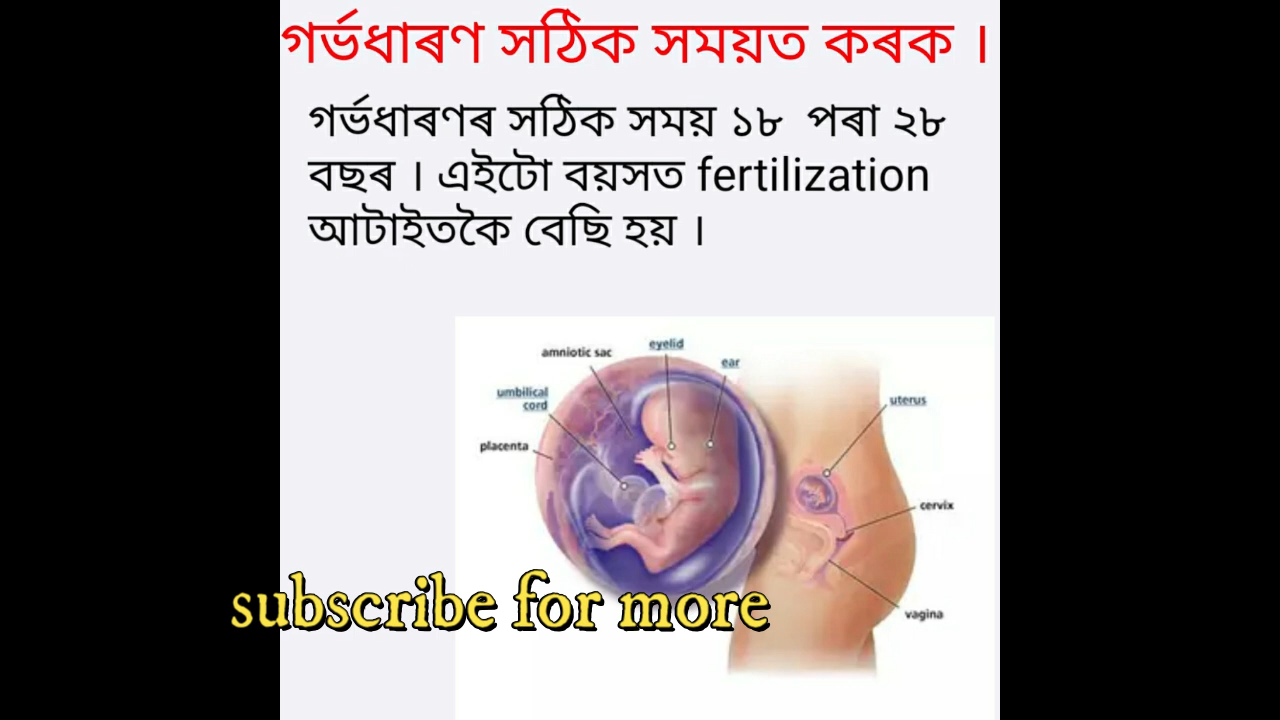 গৰ্ভধাৰণ সঠিক সময়ত কৰক ।
গৰ্ভধাৰণৰ সঠিক সময় ১৮ পৰা ২৮
বছৰ । এইটো বয়সত fertilization
আটাইতকৈ বেছি হয় ।
eyelid
amniotic sac
ear
umbilical
cord
uterus
placenta
cervix
subscribe for more
vagina